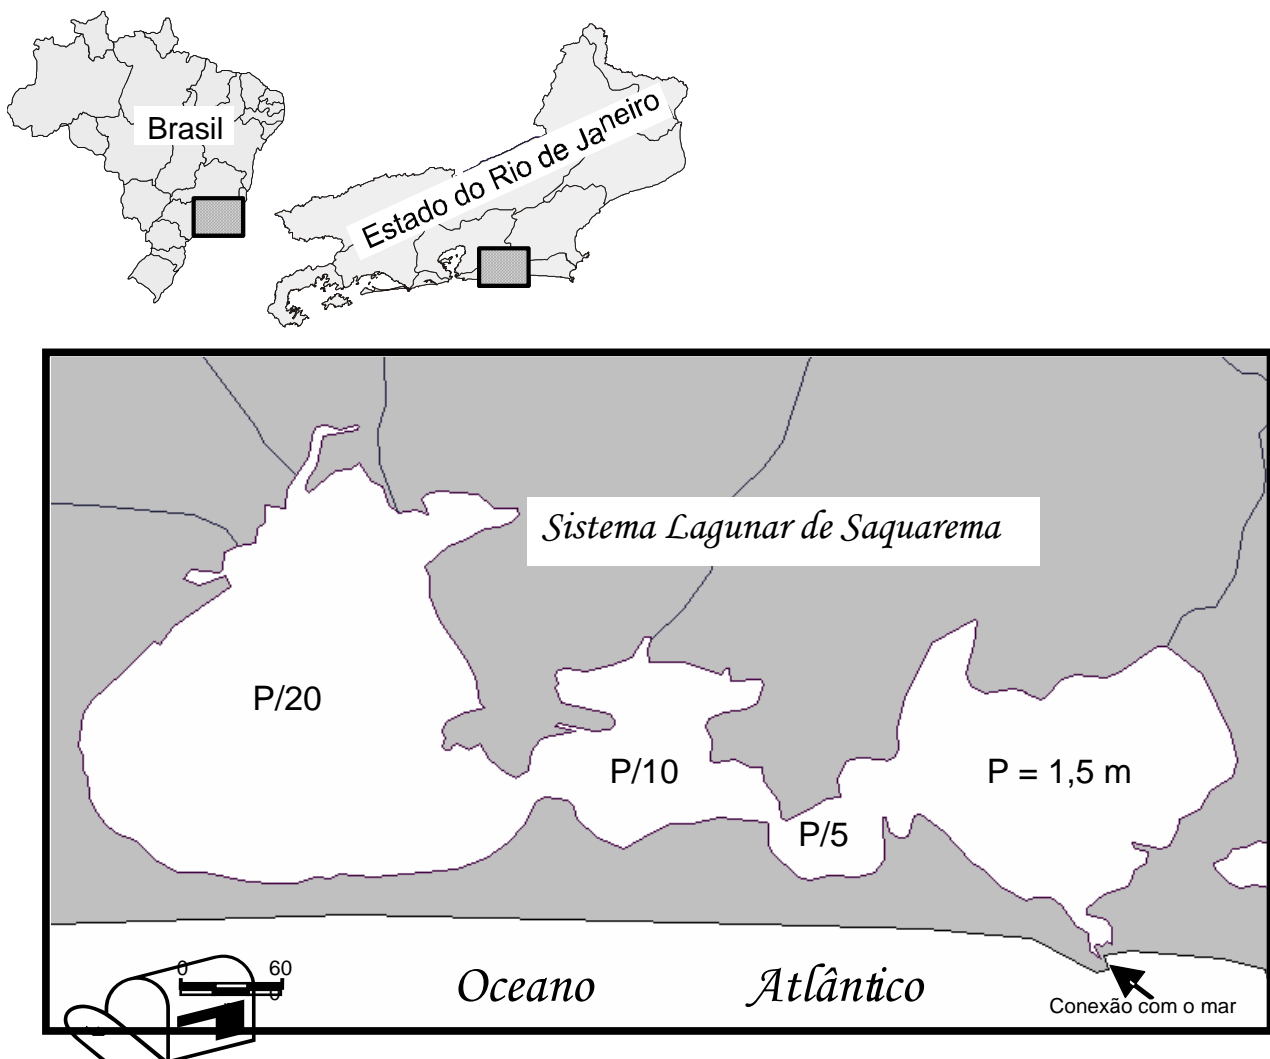 Brasil
Estado do Rio de Janeiro
Sistema Lagunar de Saquarema
P/20
P/10
P = 1,5 m
P/5
0 60
0
Oceano Atlântico
Conexão com o mar